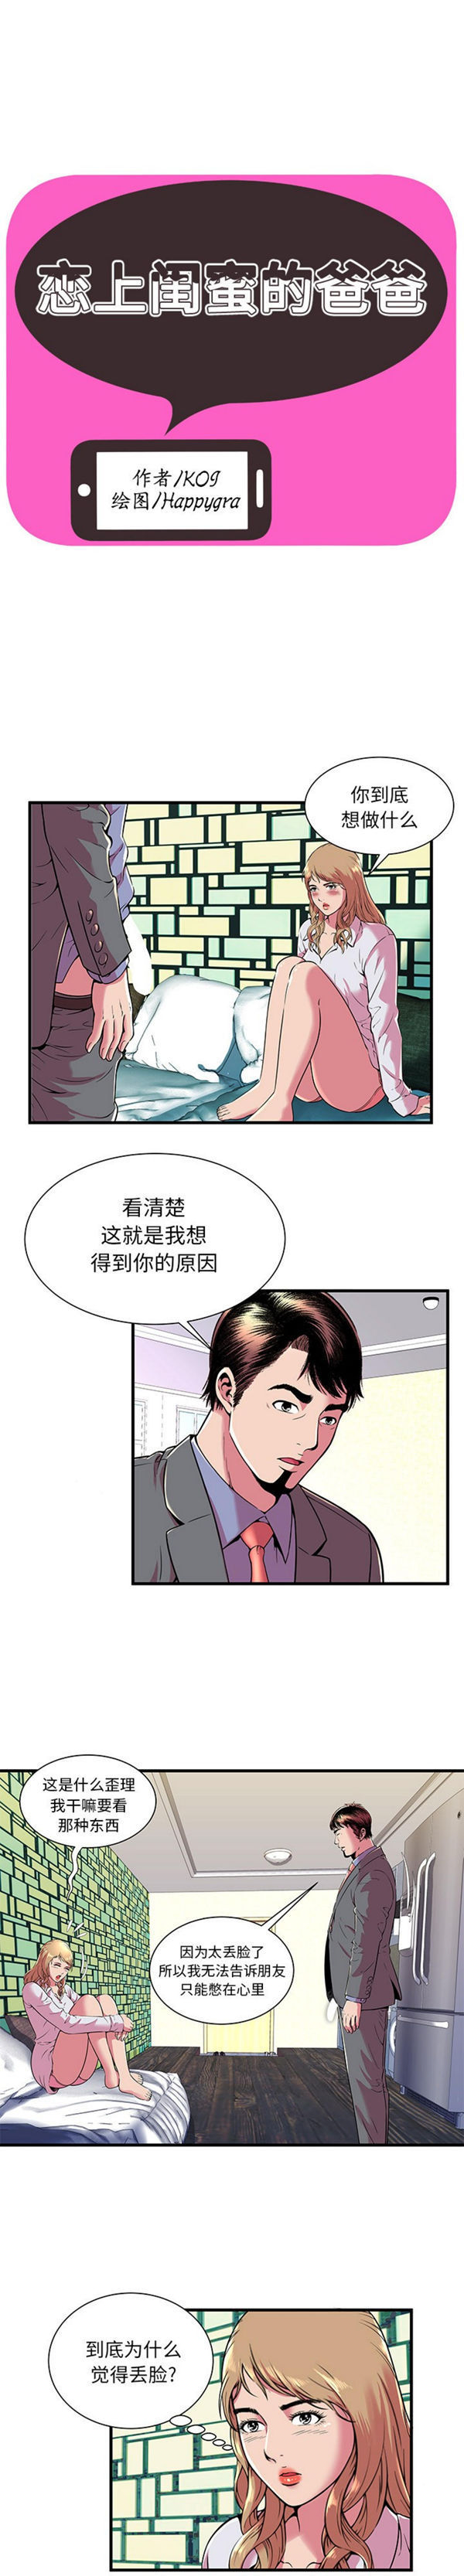 恋上闺蜜的爸爸
作者/KOI
绘图/Happygra
你到底
想做什么
看清楚
这就是我想
得到你的原因
这是什么歪理
我干嘛要看
那种东西
因为太丢脸了
所以我无法告诉朋友
只能憋在心里
到底为什么
觉得丢脸?